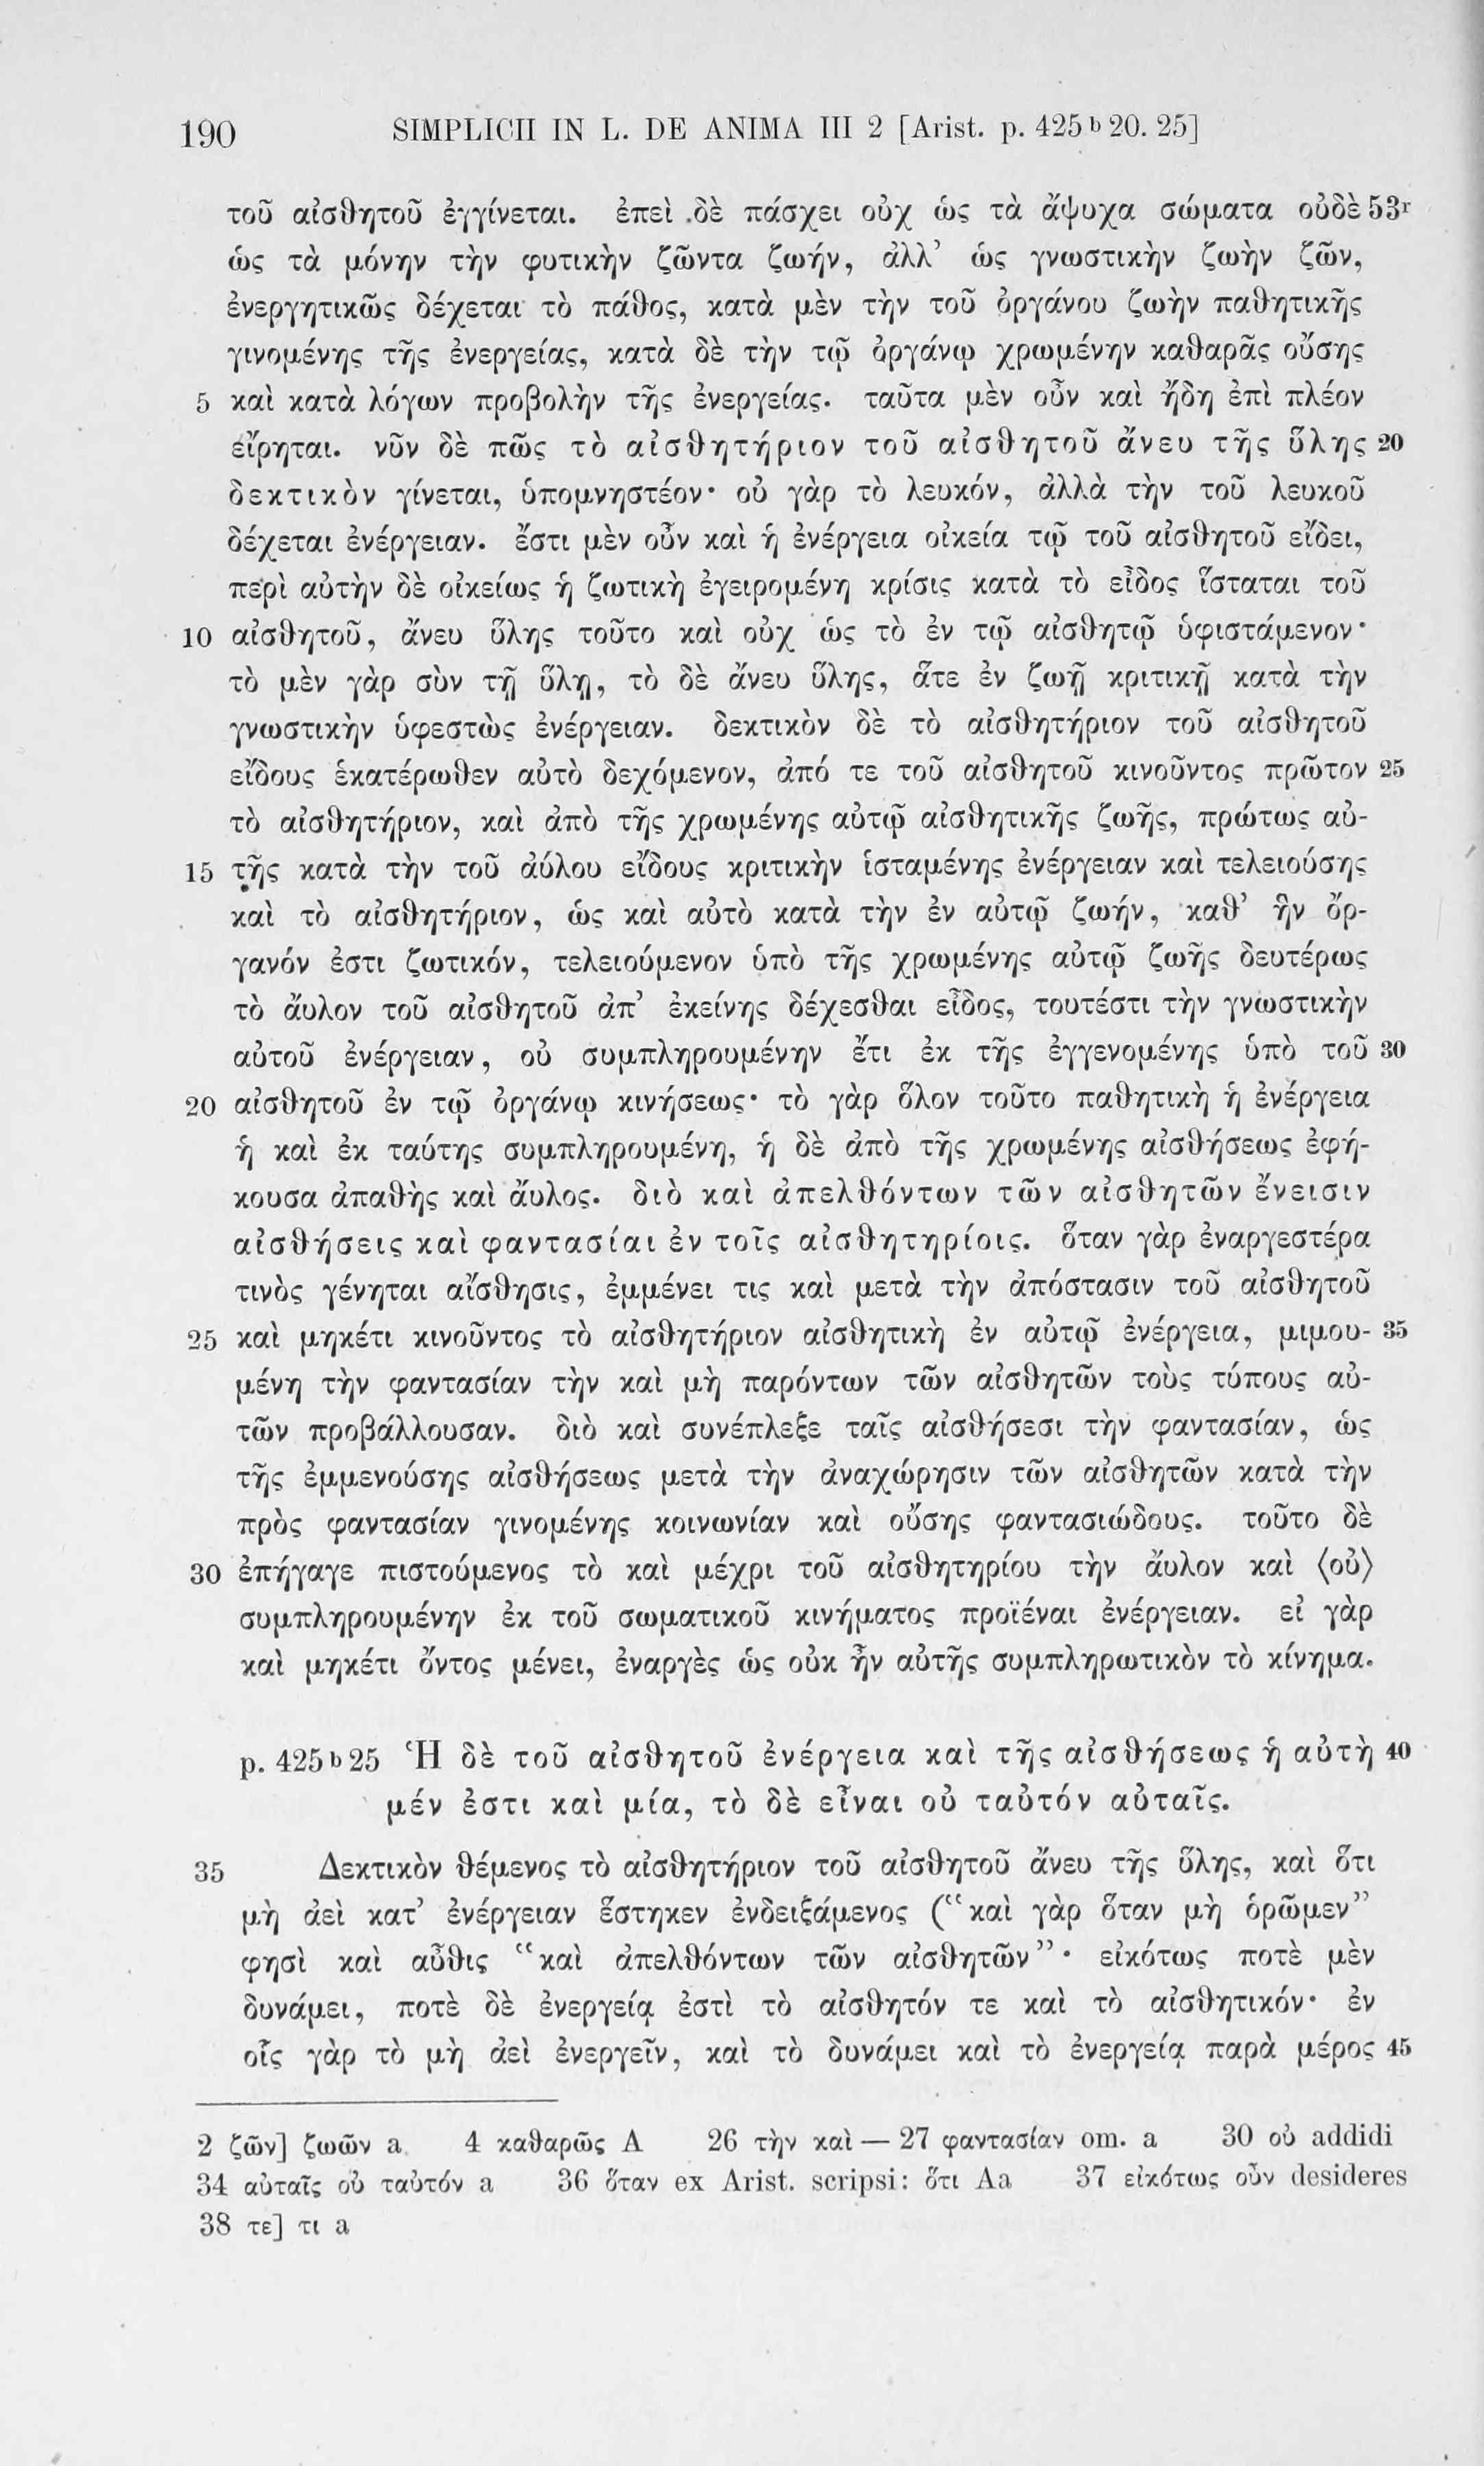 190 SIMPLICII IN L. DE ANIMA III 2 [Arist. p. 425 b 20. 25]
τοῦ αἰσθητοῦ ἐγγίνεται. ἐπεὶ δὲ πάσχει οὐχ ὡς τὰ ἄψυχα σώματα οὐδὲ 53r
ὡς τὰ μόνην τὴν φυτικὴν ζῶντα ζωήν, ἀλλ’ ὡς γνωστικὴν ζωὴν ζῶν,
ἐνεργητικῶς δέχεται τὸ πάθος, κατὰ μὲν τὴν τοῦ ὀργάνου ζωὴν παθητικῆς
γινομένης τῆς ἐνεργείας, κατὰ δὲ τὴν τῷ ὀργάνῳ χρωμένην καθαρᾶς οὔσης
5 καὶ κατὰ λόγων προβολὴν τῆς ἐνεργείας. ταῦτα μὲν οὖν καὶ ἤδη ἐπὶ πλέον
εἴρηται. νῦν δὲ πῶς τὸ αἰσθητήριον τοῦ αἰσθητοῦ ἄνευ τῆς ὕλης 20
δεκτικὸν γίνεται, ὑπομνηστέον· οὐ γὰρ τὸ λευκόν, ἀλλὰ τὴν τοῦ λευκοῦ
δέχεται ἐνέργειαν. ἔστι μὲν οὖν καὶ ἡ ἐνέργεια οἰκεία τῷ τοῦ αἰσθητοῦ εἴδει,
περὶ αὐτὴν δὲ οἰκείως ἡ ζωτικὴ ἐγειρομένη κρίσις κατὰ τὸ εἶδος ἵσταται τοῦ
10 αἰσθητοῦ, ἄνευ ὕλης τοῦτο καὶ οὐχ ὡς τὸ ἐν τῷ αἰσθητῷ ὑφιστάμενον·
τὸ μὲν γὰρ σὺν τῇ ὕλῃ, τὸ δὲ ἄνευ ὕλης, ἅτε ἐν ζωῇ κριτικῇ κατὰ τὴν
γνωστικὴν ὑφεστὼς ἐνέργειαν. δεκτικὸν δὲ τὸ αἰσθητήριον τοῦ αἰσθητοῦ
εἴδους ἑκατέρωθεν αὐτὸ δεχόμενον, ἀπό τε τοῦ αἰσθητοῦ κινοῦντος πρῶτον 25
τὸ αἰσθητήριον, καὶ ἀπὸ τῆς χρωμένης αὐτῷ αἰσθητικῆς ζωῆς, πρώτως αὐ-
15 τῆς κατὰ τὴν τοῦ ἀύλου εἴδους κριτικὴν ἱσταμένης ἐνέργειαν καὶ τελειούσης
καὶ τὸ αἰσθητήριον, ὡς καὶ αὐτὸ κατὰ τὴν ἐν αὐτῷ ζωήν, καθ’ ἣν ὄρ-
γανόν ἐστι ζωτικόν, τελειούμενον ὑπὸ τῆς χρωμένης αὐτῷ ζωῆς δευτέρως
τὸ ἄυλον τοῦ αἰσθητοῦ ἀπ’ ἐκείνης δέχεσθαι εἶδος, τουτέστι τὴν γνωστικὴν
αὐτοῦ ἐνέργειαν, οὐ συμπληρουμένην ἔτι ἐκ τῆς ἐγγενομένης ὑπὸ τοῦ 30
20 αἰσθητοῦ ἐν τῷ ὀργάνῳ κινήσεως· τὸ γὰρ ὅλον τοῦτο παθητικὴ ἡ ἐνέργεια
ἡ καὶ ἐκ ταύτης συμπληρουμένη, ἡ δὲ ἀπὸ τῆς χρωμένης αἰσθήσεως ἐφή-
κουσα ἀπαθὴς καὶ ἄυλος. διὸ καὶ ἀπελθόντων τῶν αἰσθητῶν ἔνεισιν
αἰσθήσεις καὶ φαντασίαι ἐν τοῖς αἰσθητηρίοις. ὅταν γὰρ ἐναργεστέρα
τινὸς γένηται αἴσθησις, ἐμμένει τις καὶ μετὰ τὴν ἀπόστασιν τοῦ αἰσθητοῦ
25 καὶ μηκέτι κινοῦντος τὸ αἰσθητήριον αἰσθητικὴ ἐν αὐτῷ ἐνέργεια, μιμου- 35
μένη τὴν φαντασίαν τὴν καὶ μὴ παρόντων τῶν αἰσθητῶν τοὺς τύπους αὐ-
τῶν προβάλλουσαν. διὸ καὶ συνέπλεξε ταῖς αἰσθήσεσι τὴν φαντασίαν, ὡς
τῆς ἐμμενούσης αἰσθήσεως μετὰ τὴν ἀναχώρησιν τῶν αἰσθητῶν κατὰ τὴν
πρὸς φαντασίαν γινομένης κοινωνίαν καὶ οὔσης φαντασιώδους. τοῦτο δὲ
30 ἐπήγαγε πιστούμενος τὸ καὶ μέχρι τοῦ αἰσθητηρίου τὴν ἄυλον καὶ ⟨οὐ⟩
συμπληρουμένην ἐκ τοῦ σωματικοῦ κινήματος προϊέναι ἐνέργειαν. εἰ γὰρ
καὶ μηκέτι ὄντος μένει, ἐναργὲς ὡς οὐκ ἦν αὐτῆς συμπληρωτικὸν τὸ κίνημα.
p. 425 b 25 Ἡ δὲ τοῦ αἰσθητοῦ ἐνέργεια καὶ τῆς αἰσθήσεως ἡ αὐτὴ 40
μέν ἐστι καὶ μία, τὸ δὲ εἶναι οὐ ταὐτόν αὐταῖς.
35 Δεκτικὸν θέμενος τὸ αἰσθητήριον τοῦ αἰσθητοῦ ἄνευ τῆς ὕλης, καὶ ὅτι
μὴ ἀεὶ κατ’ ἐνέργειαν ἕστηκεν ἐνδειξάμενος (“καὶ γὰρ ὅταν μὴ ὁρῶμεν”
φησὶ καὶ αὖθις “καὶ ἀπελθόντων τῶν αἰσθητῶν”· εἰκότως ποτὲ μὲν
δυνάμει, ποτὲ δὲ ἐνεργείᾳ ἐστὶ τὸ αἰσθητόν τε καὶ τὸ αἰσθητικόν· ἐν
οἷς γὰρ τὸ μὴ ἀεὶ ἐνεργεῖν, καὶ τὸ δυνάμει καὶ τὸ ἐνεργείᾳ παρὰ μέρος 45
2 ζῶν] ζωῶν a 4 καθαρῶς A 26 τὴν καὶ — 27 φαντασίαν om. a 30 οὐ addidi
34 αὐταῖς οὐ ταὐτόν a 36 ὅταν ex Arist. scripsi: ὅτι Aa 37 εἰκότως οὖν desideres
38 τε] τι a